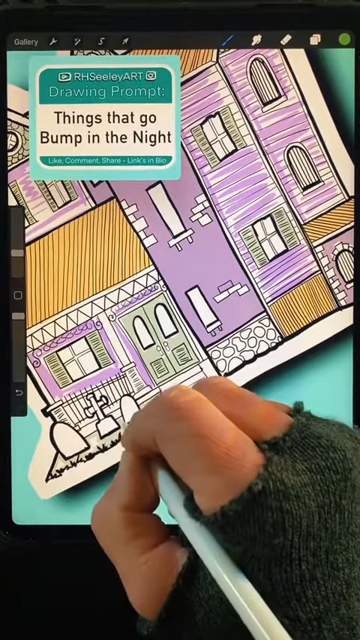 Gallery
RHSeeleyART
Drawing Prompt:
Things that go
Bump in the Night
Like, Comment, Share - Link's in Bio